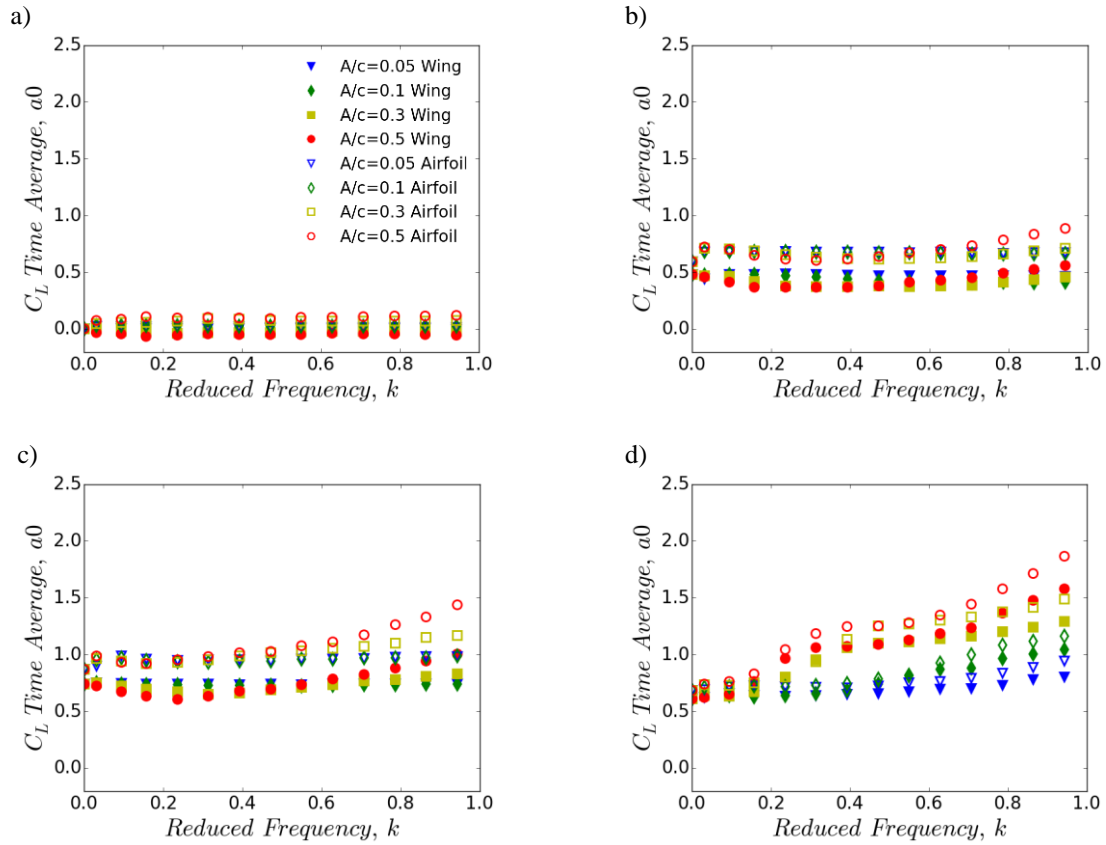 a)
2.5
2.0
1.5
1.0
0.5
0.0
C_L Time Average, a0
A/c=0.05 Wing
A/c=0.1 Wing
A/c=0.3 Wing
A/c=0.5 Wing
A/c=0.05 Airfoil
A/c=0.1 Airfoil
A/c=0.3 Airfoil
A/c=0.5 Airfoil
0.0 0.2 0.4 0.6 0.8 1.0
Reduced Frequency, k
b)
2.5
2.0
1.5
1.0
0.5
0.0
C_L Time Average, a0
0.0 0.2 0.4 0.6 0.8 1.0
Reduced Frequency, k
c)
2.5
2.0
1.5
1.0
0.5
0.0
C_L Time Average, a0
0.0 0.2 0.4 0.6 0.8 1.0
Reduced Frequency, k
d)
2.5
2.0
1.5
1.0
0.5
0.0
C_L Time Average, a0
0.0 0.2 0.4 0.6 0.8 1.0
Reduced Frequency, k